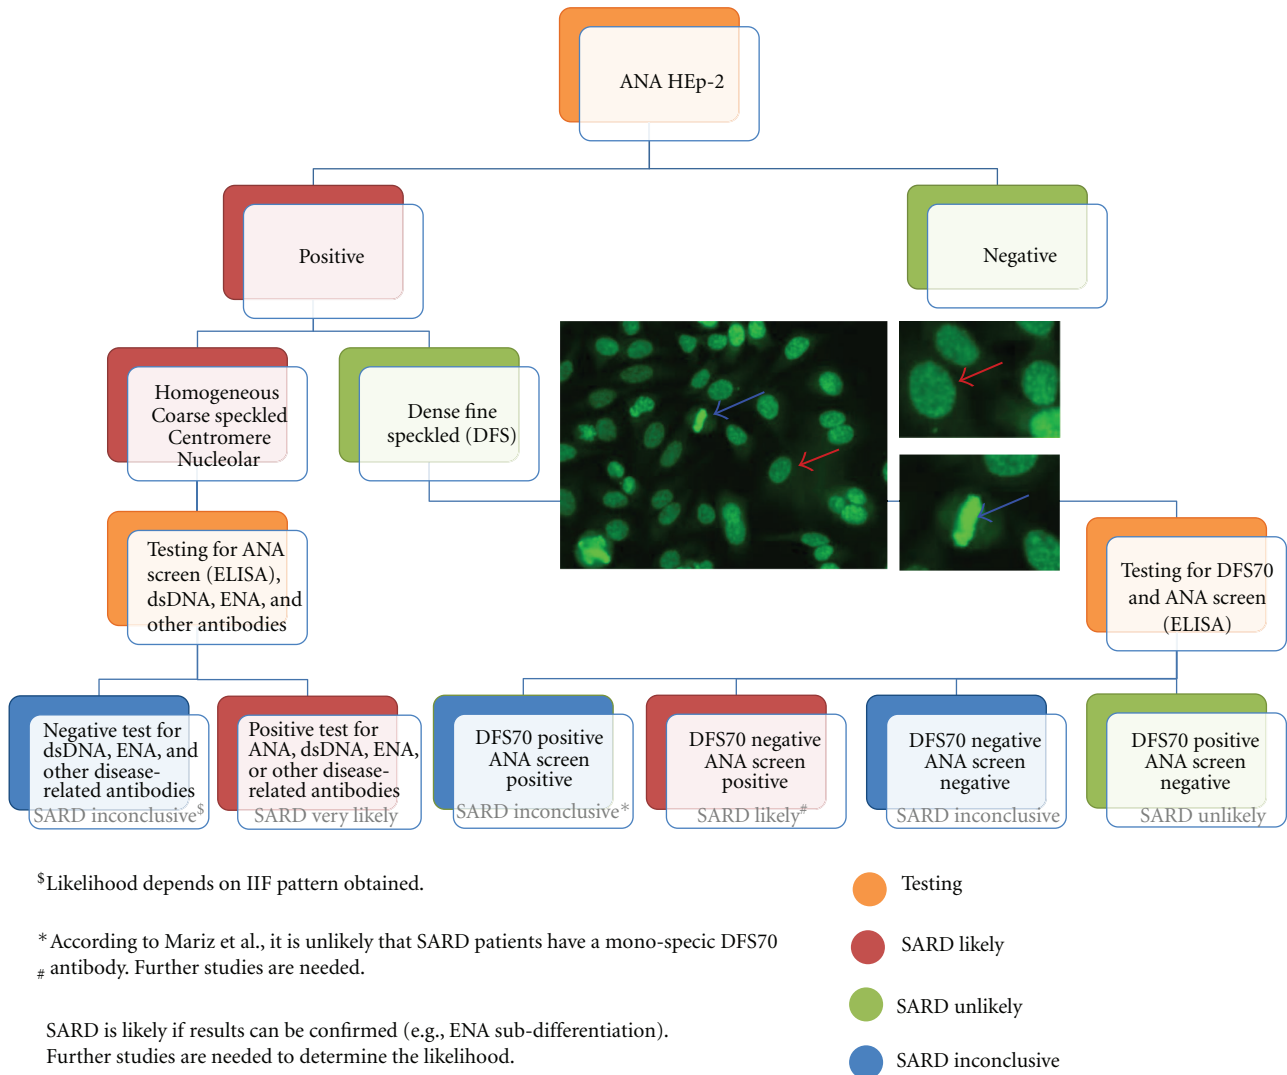 ANA HEp-2
Positive
Negative
Homogeneous
Coarse speckled
Centromere
Nucleolar
Dense fine
speckled (DFS)
Testing for ANA
screen (ELISA),
dsDNA, ENA, and
other antibodies
Testing for DFS70
and ANA screen
(ELISA)
Negative test for
dsDNA, ENA, and
other disease-
related antibodies
SARD inconclusive$
Positive test for
ANA, dsDNA, ENA,
or other disease-
related antibodies
SARD very likely
DFS70 positive
ANA screen
positive
SARD inconclusive*
DFS70 negative
ANA screen
positive
SARD likely#
DFS70 negative
ANA screen
negative
SARD inconclusive
DFS70 positive
ANA screen
negative
SARD unlikely
$Likelihood depends on IIF pattern obtained.
*According to Mariz et al., it is unlikely that SARD patients have a mono-specic DFS70
# antibody. Further studies are needed.
SARD is likely if results can be confirmed (e.g., ENA sub-differentiation).
Further studies are needed to determine the likelihood.
Testing
SARD likely
SARD unlikely
SARD inconclusive